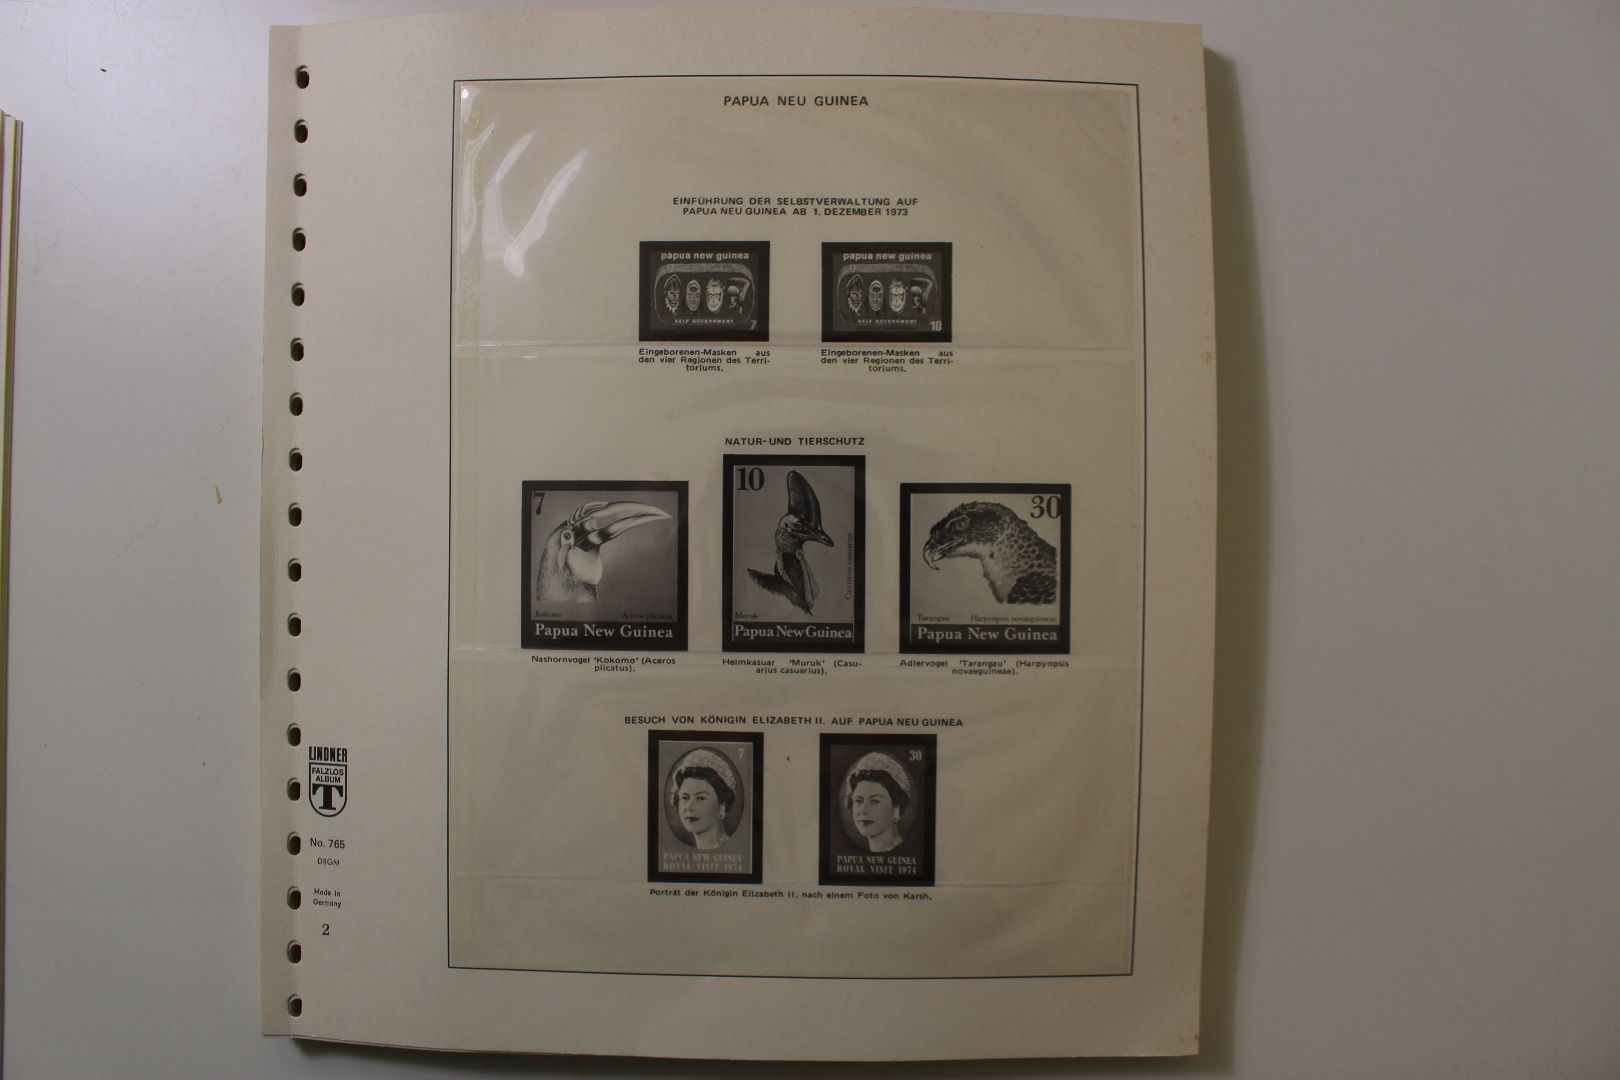 PAPUA NEU GUINEA
EINFÜHRUNG DER SELBSTVERWALTUNG AUF
PAPUA NEU GUINEA AB 1. DEZEMBER 1973
papua new guinea
SELF GOVERNMENT
7
papua new guinea
SELF GOVERNMENT
10
Eingeborenen-Masken aus
den vier Regionen des Terri-
toriums.
Eingeborenen-Masken aus
den vier Regionen des Terri-
toriums.
NATUR-UND TIERSCHUTZ
7
Kokomo Aceros plicatus
Papua New Guinea
10
Casuarius casuarius
Muruk
Papua New Guinea
30
Tarangau Harpyopsis novaeguineae
Papua New Guinea
Nashornvogel 'Kokomo' (Aceros
plicatus).
Helmkasuar 'Muruk' (Casu-
arius casuarius).
Adlervogel 'Tarangau' (Harpyopsis
novaeguineae).
BESUCH VON KÖNIGIN ELIZABETH II. AUF PAPUA NEU GUINEA
7
PAPUA NEW GUINEA
ROYAL VISIT 1974
30
PAPUA NEW GUINEA
ROYAL VISIT 1974
Porträt der Königin Elizabeth II. nach einem Foto von Karsh.
LINDNER
FALZLOS
ALBUM
T
No. 765
DBGM
Made in
Germany
2